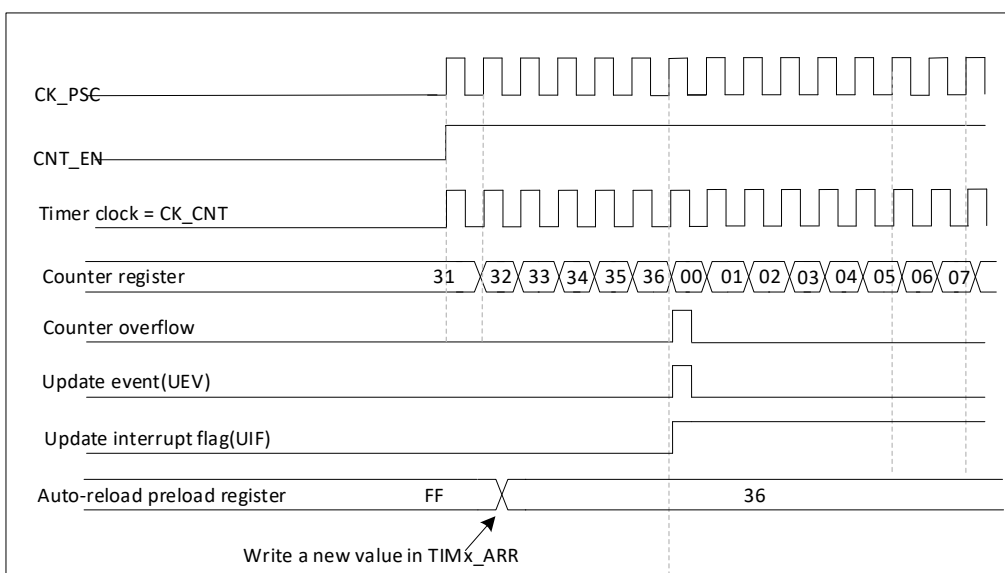 CK_PSC
CNT_EN
Timer clock = CK_CNT
Counter register 31 32 33 34 35 36 00 01 02 03 04 05 06 07
Counter overflow
Update event(UEV)
Update interrupt flag(UIF)
Auto-reload preload register FF 36
Write a new value in TIMx_ARR